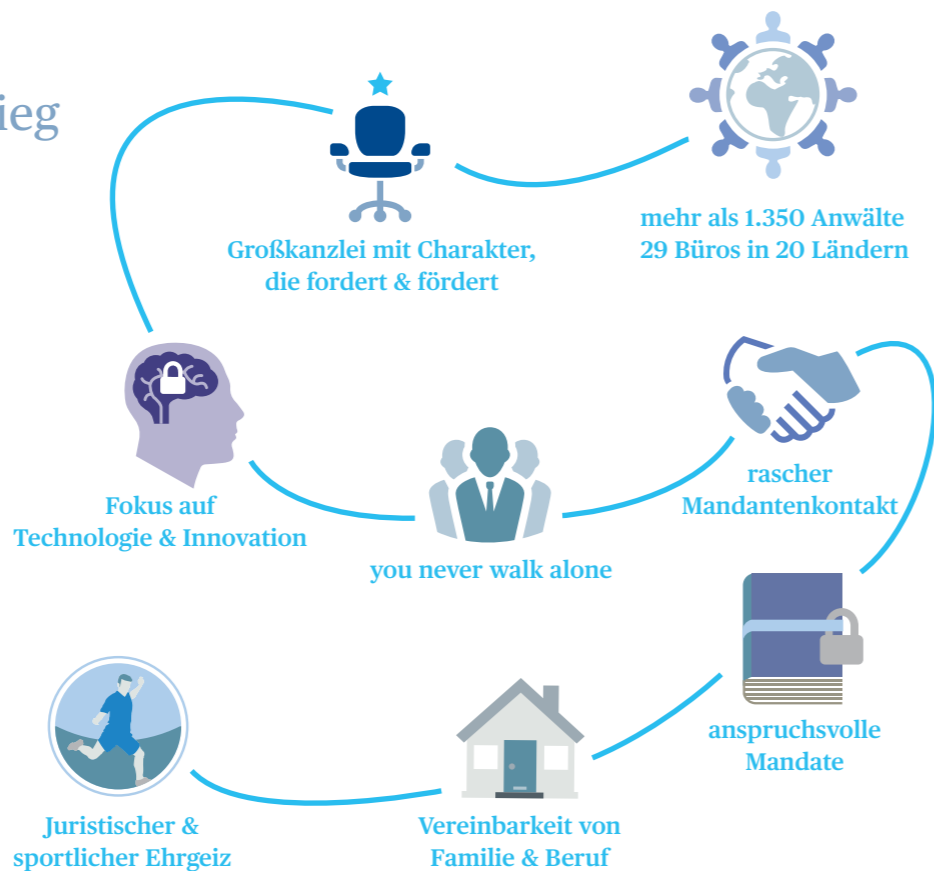 ieg
mehr als 1.350 Anwälte
29 Büros in 20 Ländern
Großkanzlei mit Charakter,
die fordert & fördert
Fokus auf
Technologie & Innovation
you never walk alone
rascher
Mandantenkontakt
anspruchsvolle
Mandate
Vereinbarkeit von
Familie & Beruf
Juristischer &
sportlicher Ehrgeiz